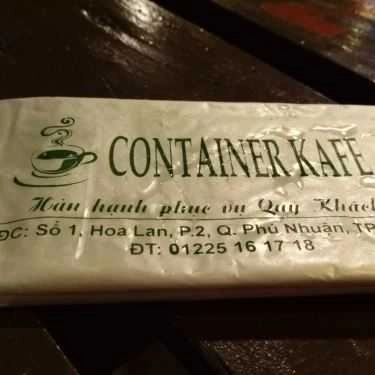 CONTAINER KAFE
Hân hạnh phục vụ Quý Khách
ĐC: Số 1, Hoa Lan, P.2, Q. Phú Nhuận, TP
ĐT: 01225 16 17 18